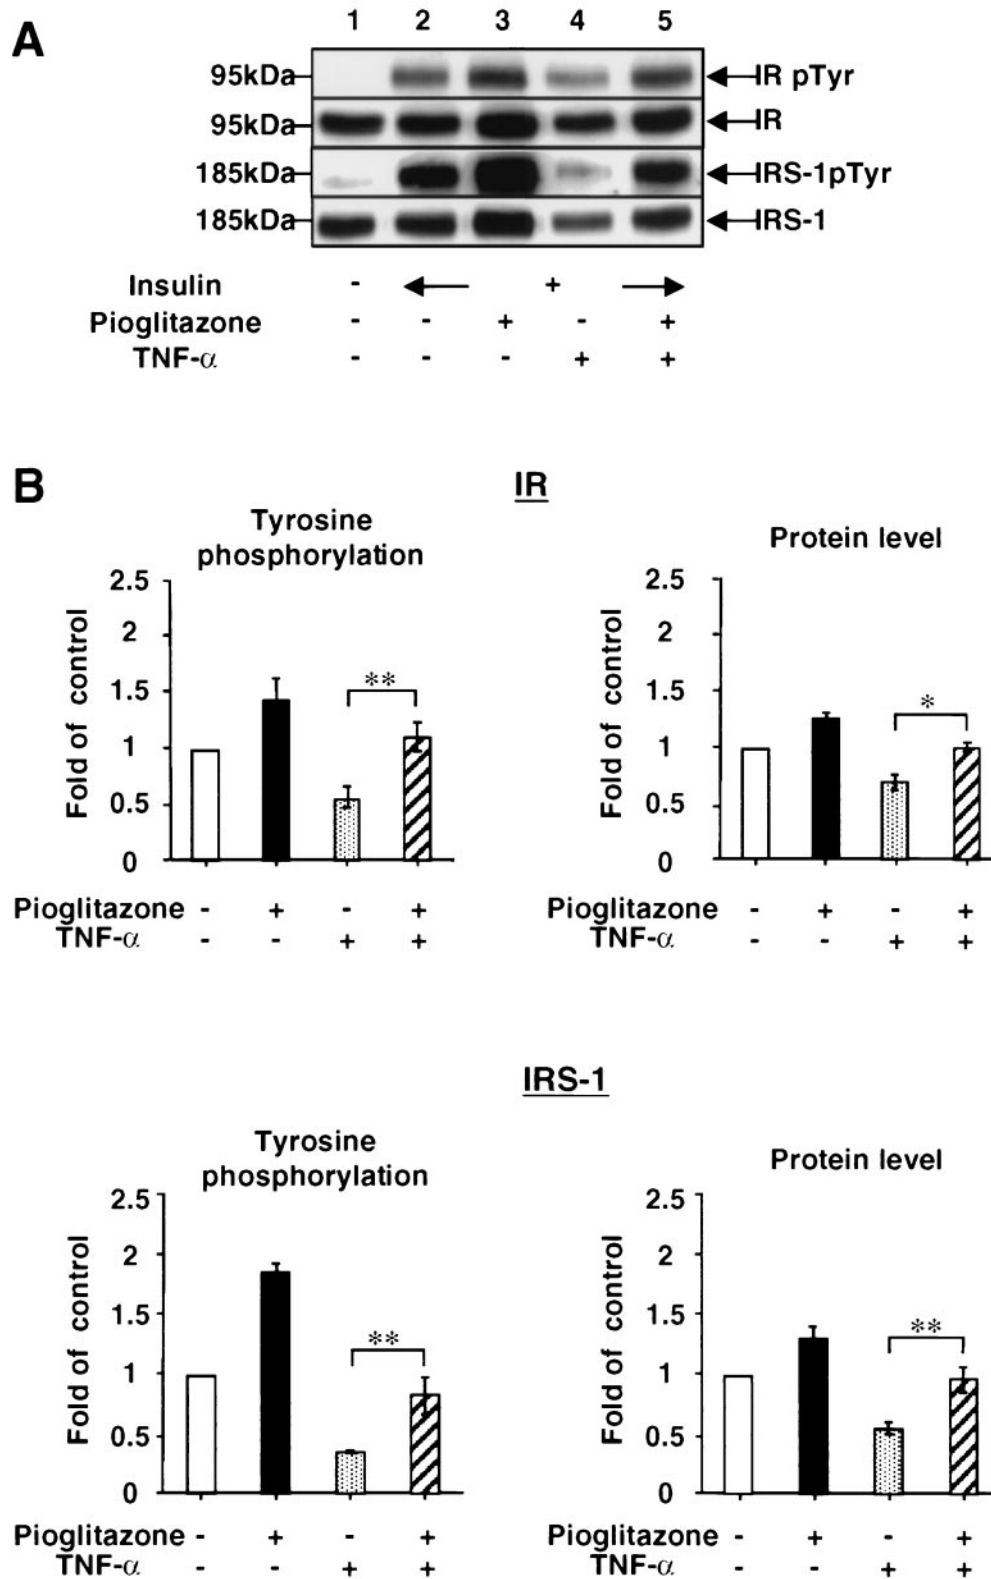 A
1 2 3 4 5
95kDa IR pTyr
95kDa IR
185kDa IRS-1pTyr
185kDa IRS-1
Insulin - +
Pioglitazone - - + - +
TNF-α - - - + +
B
IR
Tyrosine
phosphorylation
Fold of control
2.5
2
1.5
1
0.5
0
**
Pioglitazone - + - +
TNF-α - - + +
Protein level
Fold of control
2.5
2
1.5
1
0.5
0
*
Pioglitazone - + - +
TNF-α - - + +
IRS-1
Tyrosine
phosphorylation
Fold of control
2.5
2
1.5
1
0.5
0
**
Pioglitazone - + - +
TNF-α - - + +
Protein level
Fold of control
2.5
2
1.5
1
0.5
0
**
Pioglitazone - + - +
TNF-α - - + +